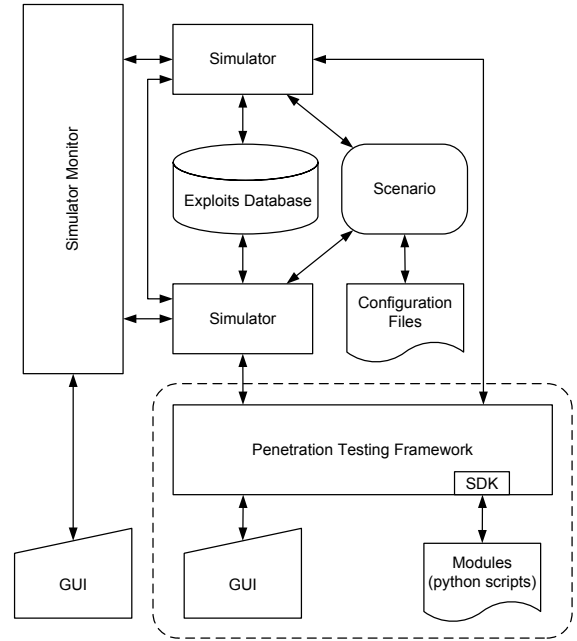 Simulator
Simulator Monitor
Exploits Database
Scenario
Simulator
Configuration
Files
Penetration Testing Framework
SDK
GUI
GUI
Modules
(python scripts)